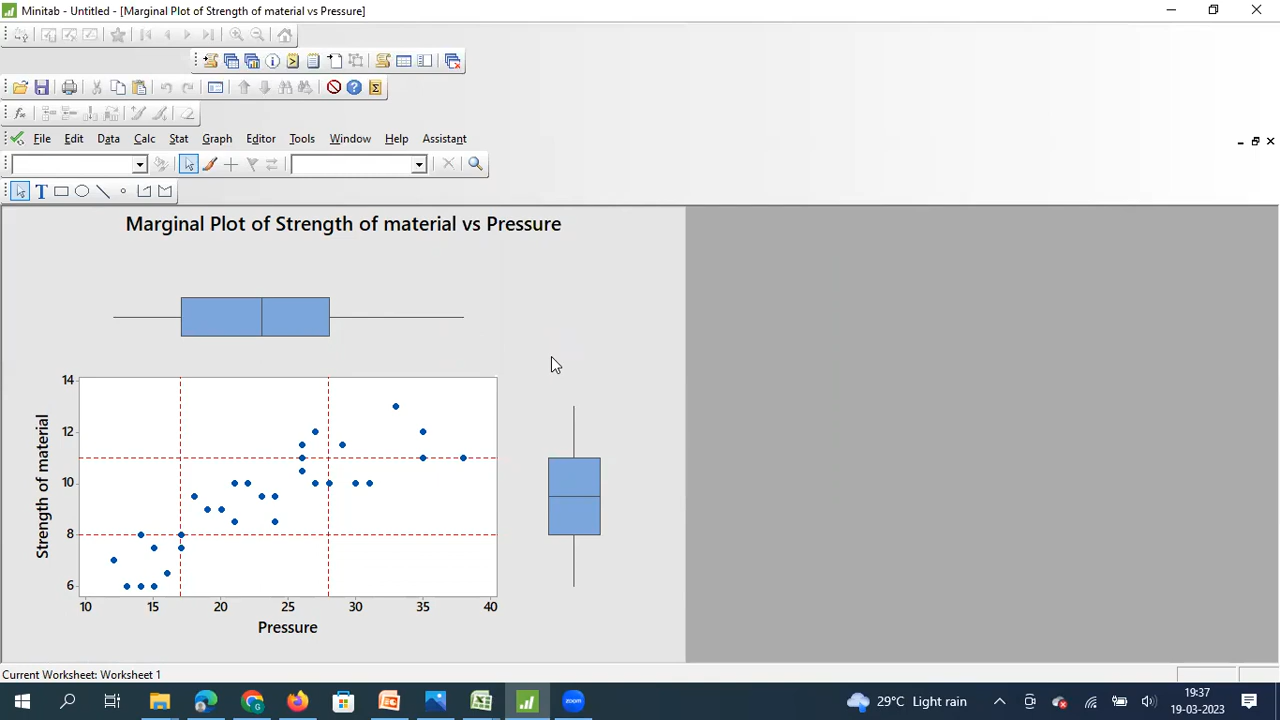 Minitab - Untitled - [Marginal Plot of Strength of material vs Pressure]
File Edit Data Calc Stat Graph Editor Tools Window Help Assistant
Marginal Plot of Strength of material vs Pressure
Strength of material
14
12
10
8
6
10 15 20 25 30 35 40
Pressure
Current Worksheet: Worksheet 1
29°C Light rain
19:37
19-03-2023
zoom